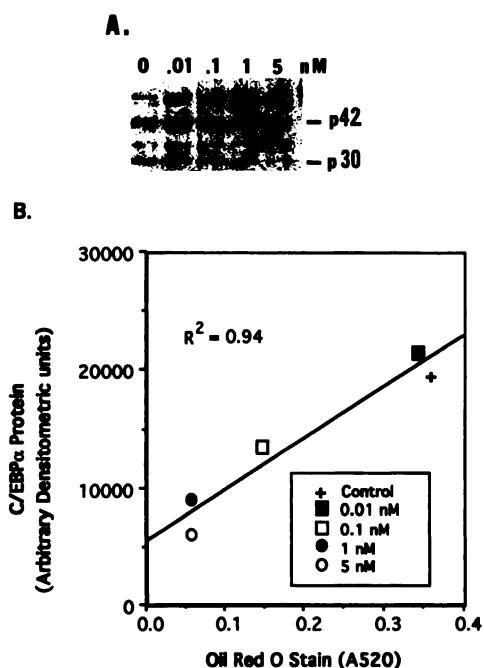 A.
0 .01 .1 1 5 nM
– p42
– p30
B.
30000
20000
10000
0
C/EBPα Protein
(Arbitrary Densitometric units)
R² = 0.94
+ Control
■ 0.01 nM
□ 0.1 nM
● 1 nM
○ 5 nM
0.0 0.1 0.2 0.3 0.4
Oil Red O Stain (A520)